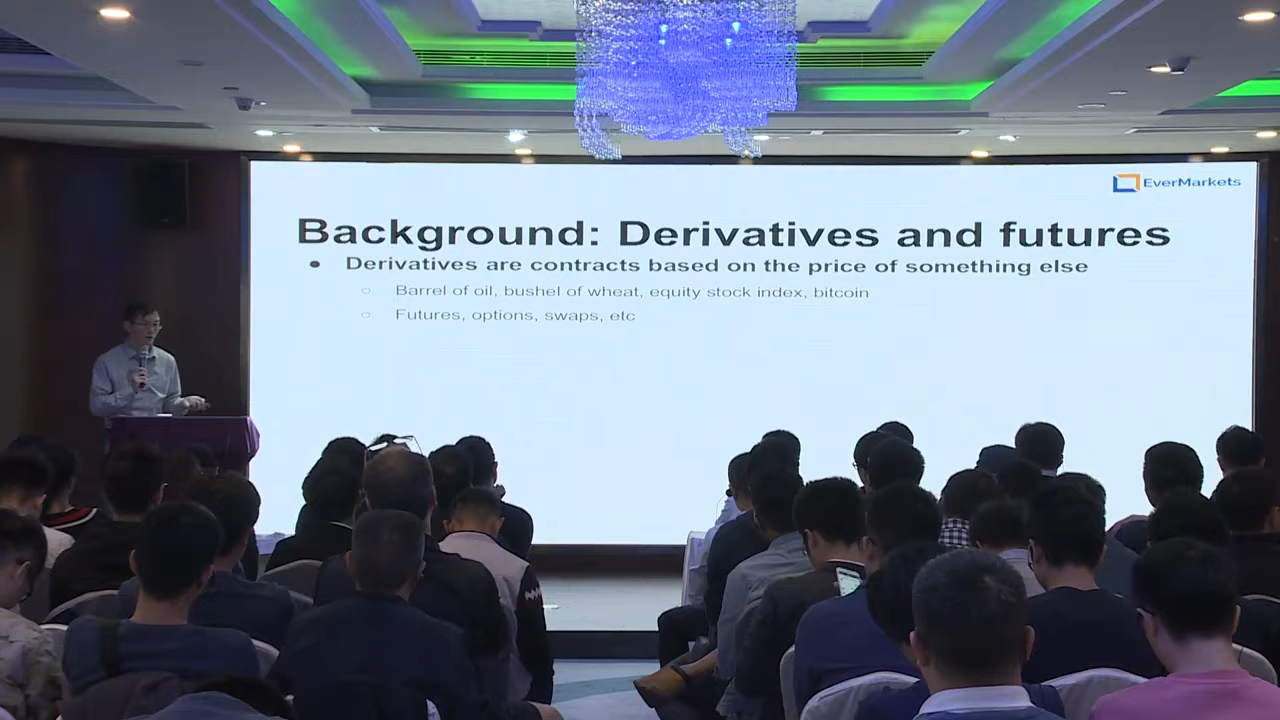 EverMarkets
Background: Derivatives and futures
● Derivatives are contracts based on the price of something else
○ Barrel of oil, bushel of wheat, equity stock index, bitcoin
○ Futures, options, swaps, etc